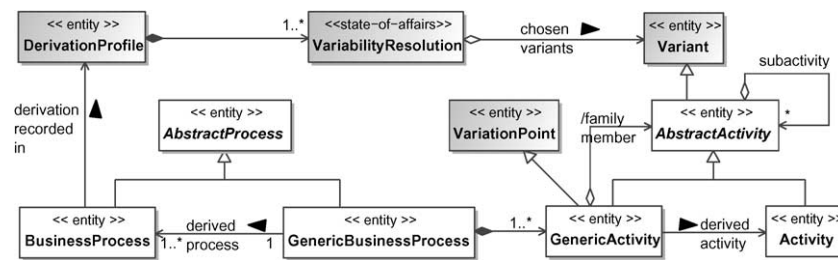 << entity >>
DerivationProfile
1..*
<<state-of-affairs>>
VariabilityResolution
chosen
variants
<< entity >>
Variant
subactivity
*
derivation
recorded
in
<< entity >>
AbstractProcess
<< entity >>
VariationPoint
/family
member
<< entity >>
AbstractActivity
<< entity >>
BusinessProcess
derived
process
1..*
1
<< entity >>
GenericBusinessProcess
1..*
<< entity >>
GenericActivity
derived
activity
<< entity >>
Activity